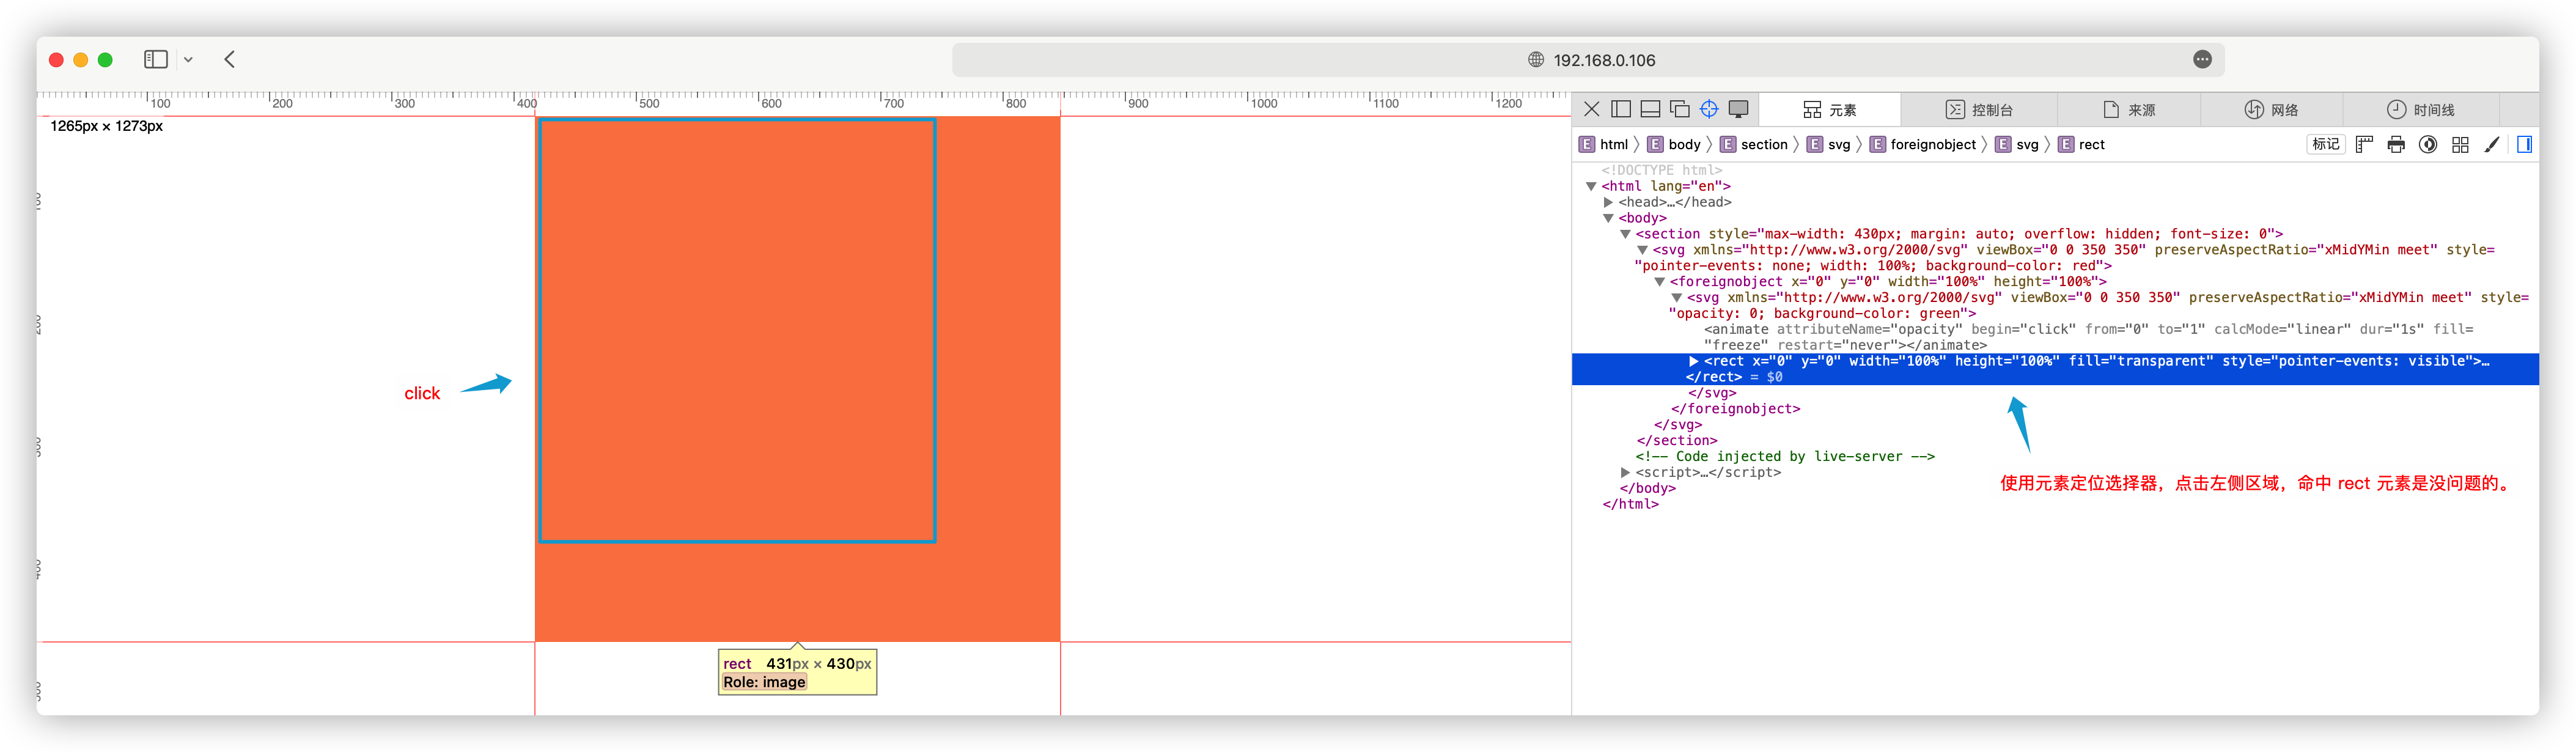 192.168.0.106
100 200 300 400 500 600 700 800 900 1000 1100 1200
1265px × 1273px
100
200
300
400
500
click
rect 431px × 430px
Role: image
元素 控制台 来源 网络 时间线
E html 〉 E body 〉 E section 〉 E svg 〉 E foreignobject 〉 E svg 〉 E rect 标记
<!DOCTYPE html>
<html lang="en">
<head>…</head>
<body>
<section style="max-width: 430px; margin: auto; overflow: hidden; font-size: 0">
<svg xmlns="http://www.w3.org/2000/svg" viewBox="0 0 350 350" preserveAspectRatio="xMidYMin meet" style=
"pointer-events: none; width: 100%; background-color: red">
<foreignobject x="0" y="0" width="100%" height="100%">
<svg xmlns="http://www.w3.org/2000/svg" viewBox="0 0 350 350" preserveAspectRatio="xMidYMin meet" style=
"opacity: 0; background-color: green">
<animate attributeName="opacity" begin="click" from="0" to="1" calcMode="linear" dur="1s" fill=
"freeze" restart="never"></animate>
<rect x="0" y="0" width="100%" height="100%" fill="transparent" style="pointer-events: visible">…
</rect> = $0
</svg>
</foreignobject>
</svg>
</section>
<!-- Code injected by live-server -->
<script>…</script>
</body>
</html>
使用元素定位选择器，点击左侧区域，命中 rect 元素是没问题的。